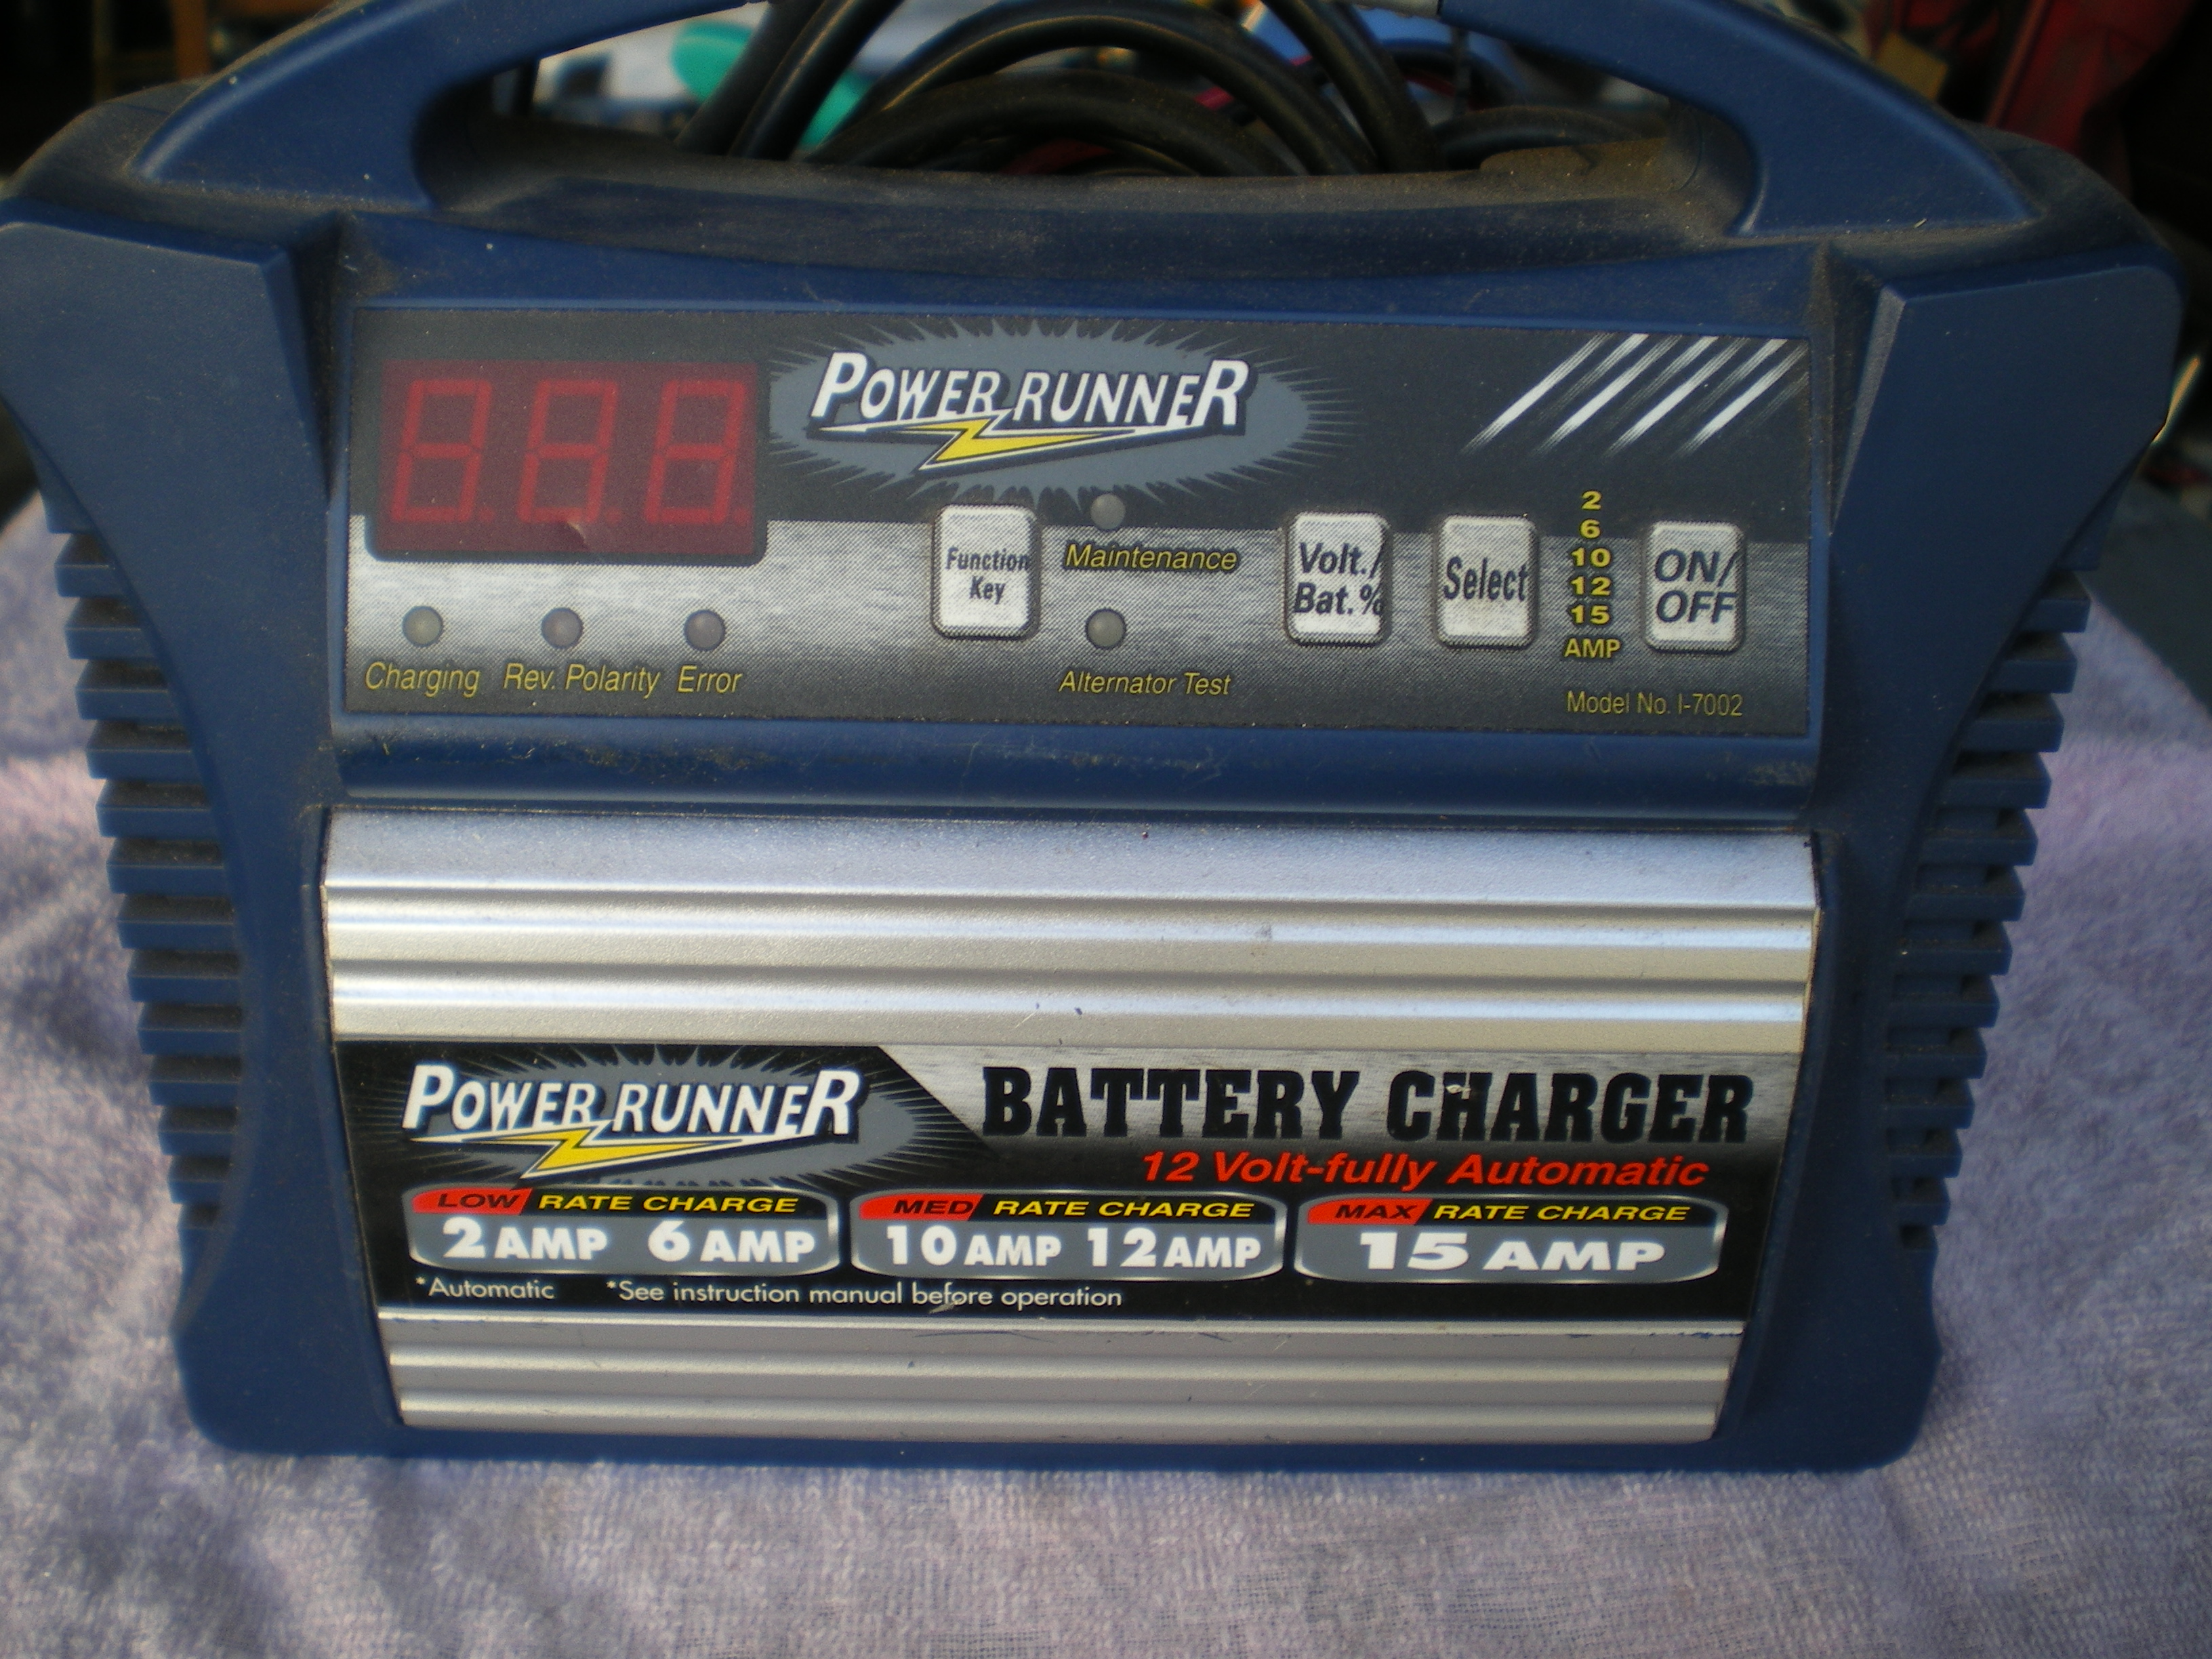 POWER RUNNER
8.8.8.
Function
Key
Maintenance
Volt./
Bat.%
Select
2
6
10
12
15
AMP
ON/
OFF
Charging Rev. Polarity Error
Alternator Test
Model No. I-7002
POWER RUNNER
BATTERY CHARGER
12 Volt-fully Automatic
LOW RATE CHARGE
2 AMP 6 AMP
MED RATE CHARGE
10 AMP 12 AMP
MAX RATE CHARGE
15 AMP
*Automatic *See instruction manual before operation